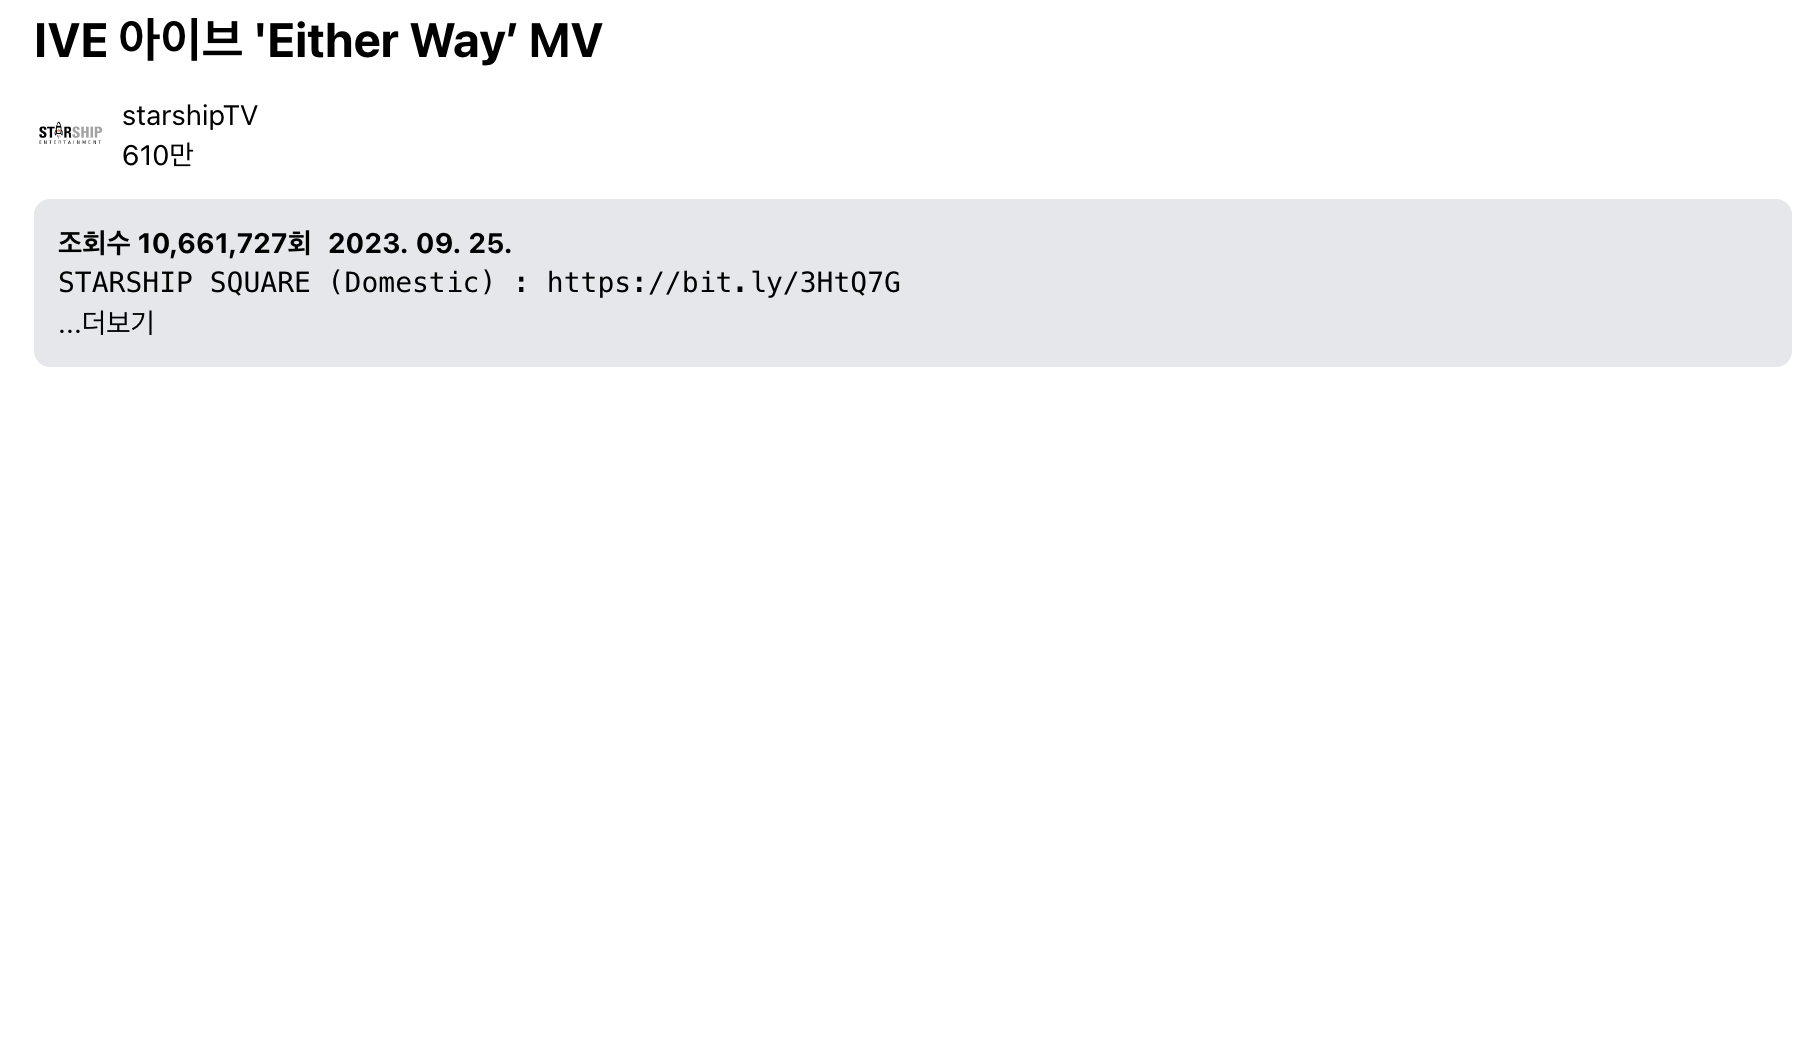 IVE 아이브 'Either Way’ MV
STARSHIP
ENTERTAINMENT
starshipTV
610만
조회수 10,661,727회 2023. 09. 25.
STARSHIP SQUARE (Domestic) : https://bit.ly/3HtQ7G
...더보기